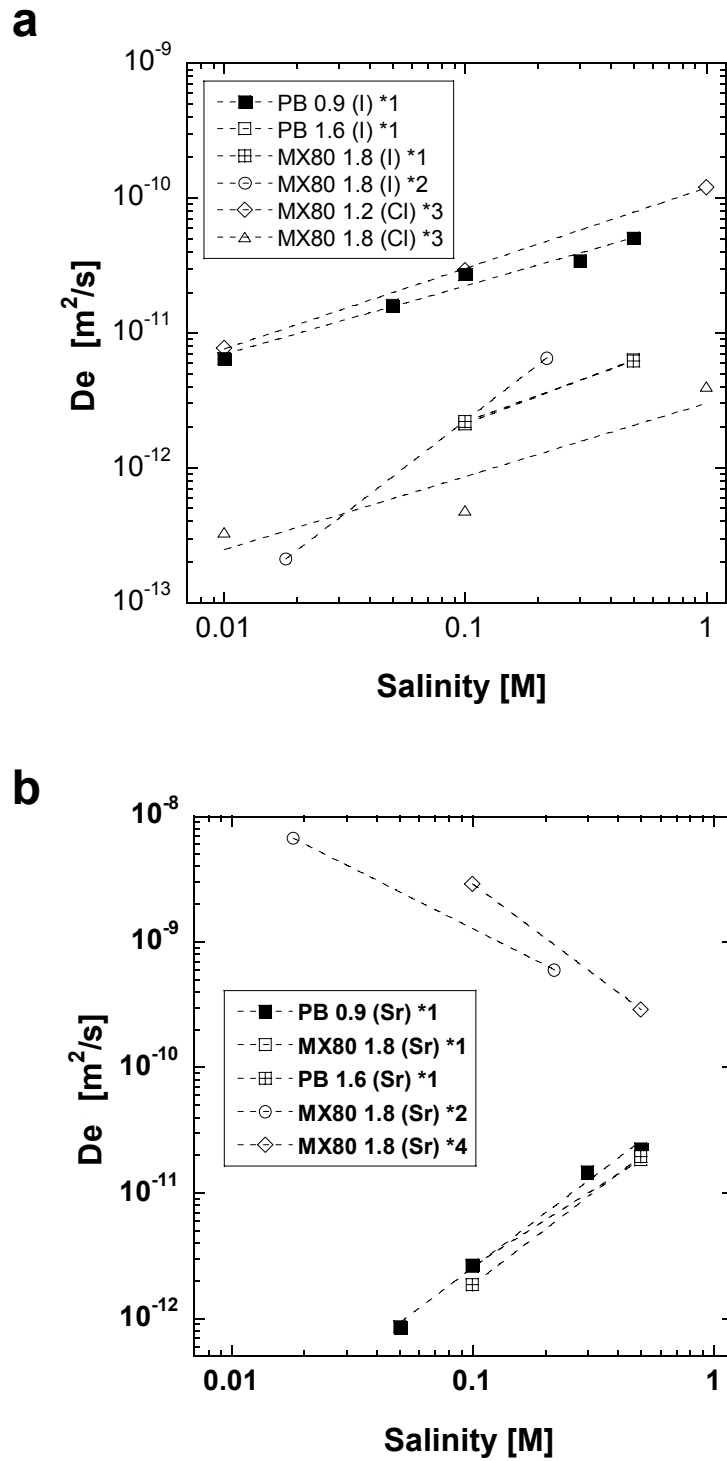 a
10^-9
10^-10
10^-11
10^-12
10^-13
De [m^2/s]
PB 0.9 (I) *1
PB 1.6 (I) *1
MX80 1.8 (I) *1
MX80 1.8 (I) *2
MX80 1.2 (Cl) *3
MX80 1.8 (Cl) *3
0.01 0.1 1
Salinity [M]
b
10^-8
10^-9
10^-10
10^-11
10^-12
De [m^2/s]
PB 0.9 (Sr) *1
MX80 1.8 (Sr) *1
PB 1.6 (Sr) *1
MX80 1.8 (Sr) *2
MX80 1.8 (Sr) *4
0.01 0.1 1
Salinity [M]